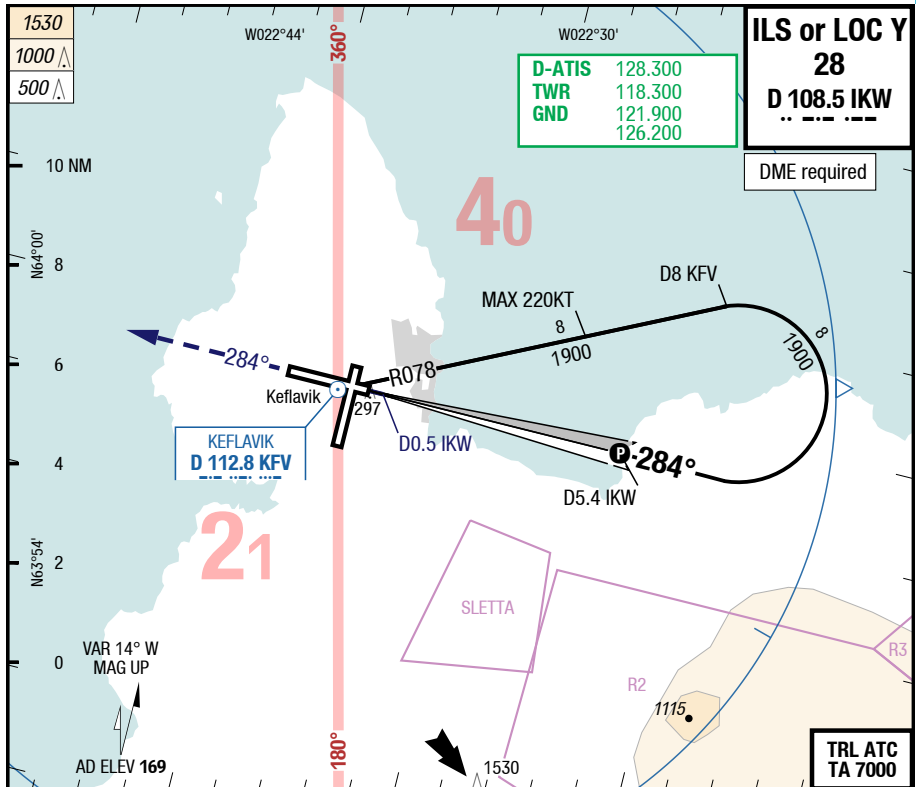 1530
1000
500
W022°44'
360°
W022°30'
D-ATIS 128.300
TWR 118.300
GND 121.900
126.200
ILS or LOC Y
28
D 108.5 IKW
DME required
10 NM
N64°00'
8
6
4
N63°54'
2
0
40
D8 KFV
MAX 220KT
8
1900
8
1900
R078
284°
Keflavik
297
D0.5 IKW
KEFLAVIK
D 112.8 KFV
P
284°
D5.4 IKW
21
SLETTA
R2
R3
1115
VAR 14° W
MAG UP
AD ELEV 169
180°
1530
TRL ATC
TA 7000